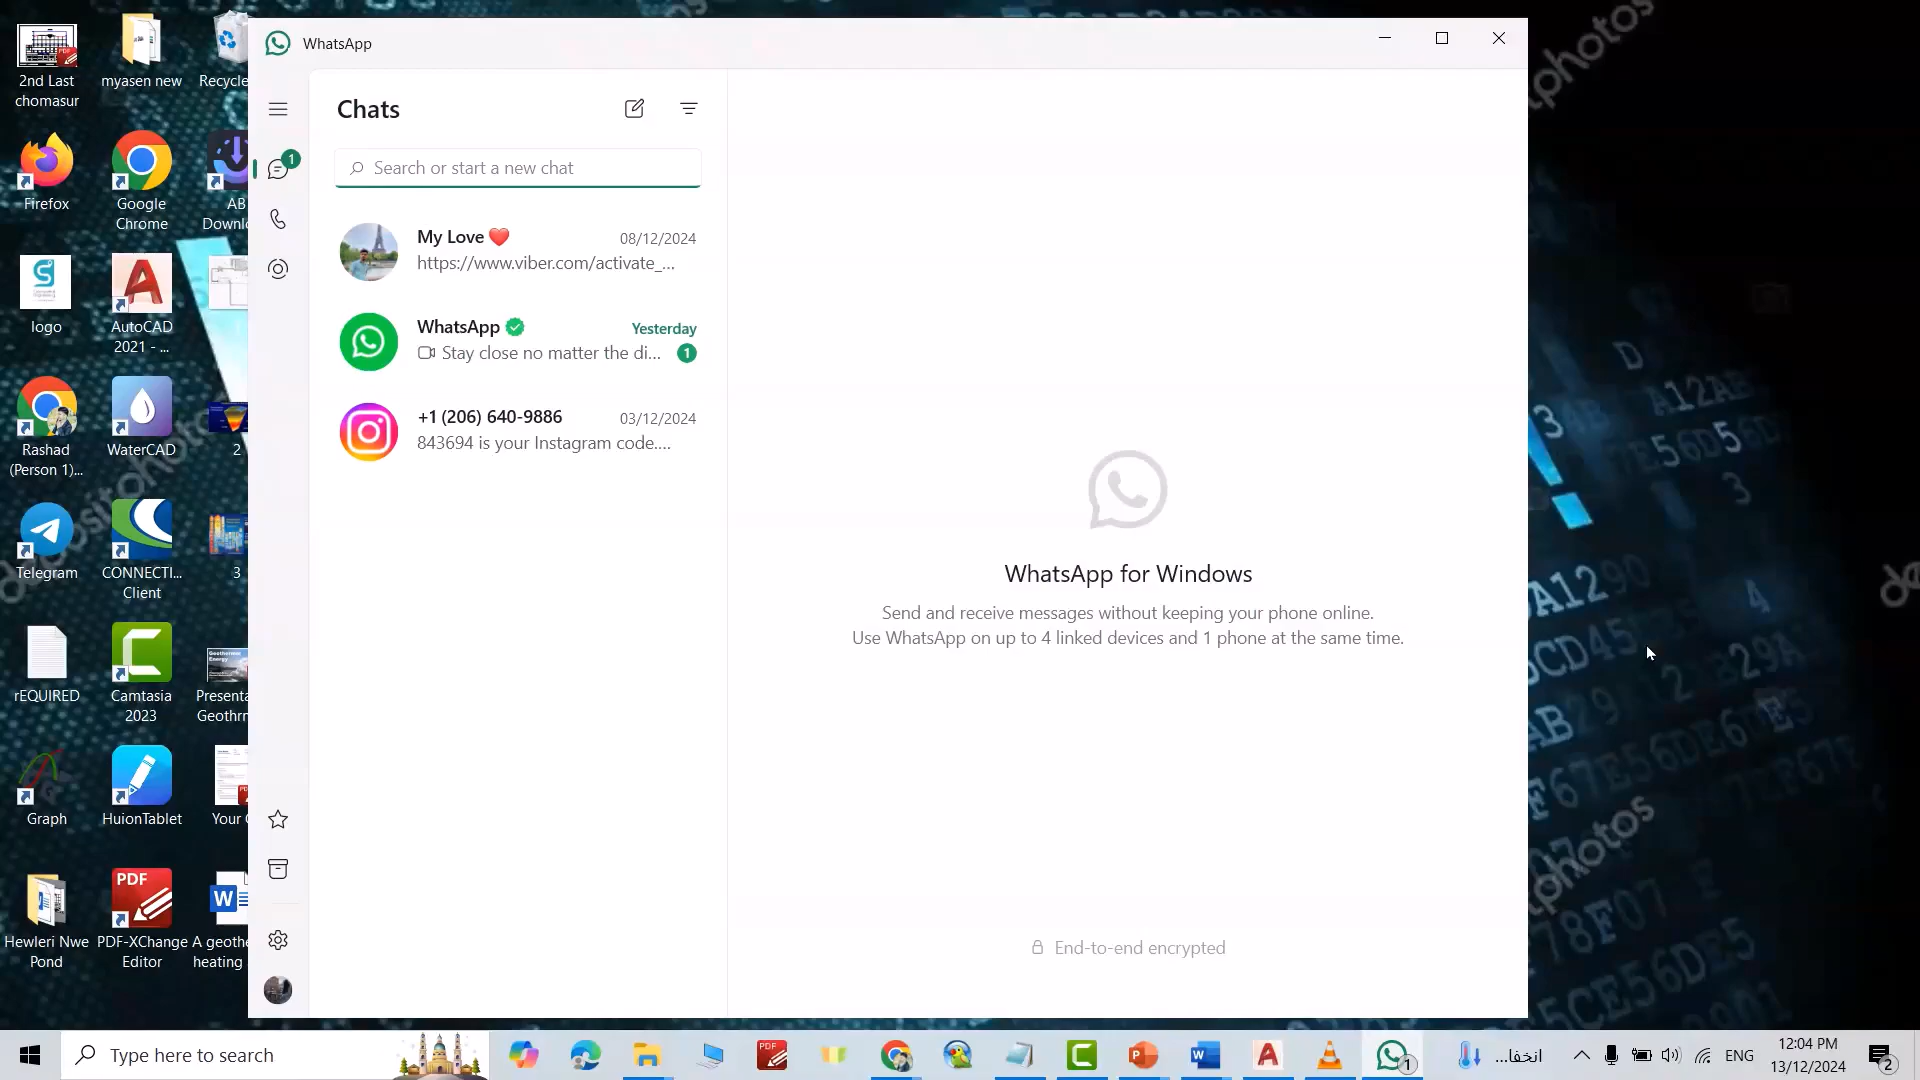 2nd Last
chomasur
myasen new
Recycle
Firefox
Google
Chrome
AB
Downl
logo
AutoCAD
2021 - ...
Rashad
(Person 1)...
WaterCAD
2
Telegram
CONNECTI...
Client
3
rEQUIRED
Camtasia
2023
Presenta
Geothrn
Graph
HuionTablet
Your
Hewleri Nwe
Pond
PDF-XChange
Editor
A geothe
heating
WhatsApp
1
Chats
Search or start a new chat
My Love ❤️
08/12/2024
https://www.viber.com/activate_...
WhatsApp
Yesterday
Stay close no matter the di...
1
+1 (206) 640-9886
03/12/2024
843694 is your Instagram code....
WhatsApp for Windows
Send and receive messages without keeping your phone online.
Use WhatsApp on up to 4 linked devices and 1 phone at the same time.
End-to-end encrypted
Type here to search
1
انخفا...
ENG
12:04 PM
13/12/2024
2